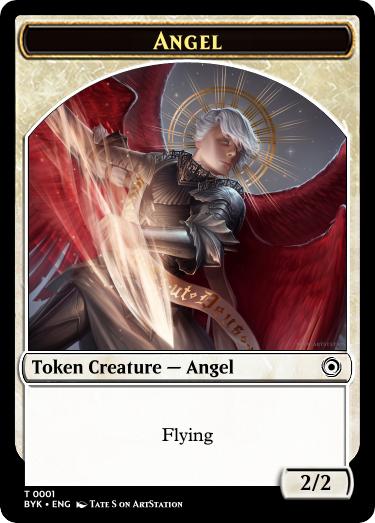 ANGEL
Token Creature — Angel
Flying
2/2
T 0001
BYK • ENG TATE S ON ARTSTATION